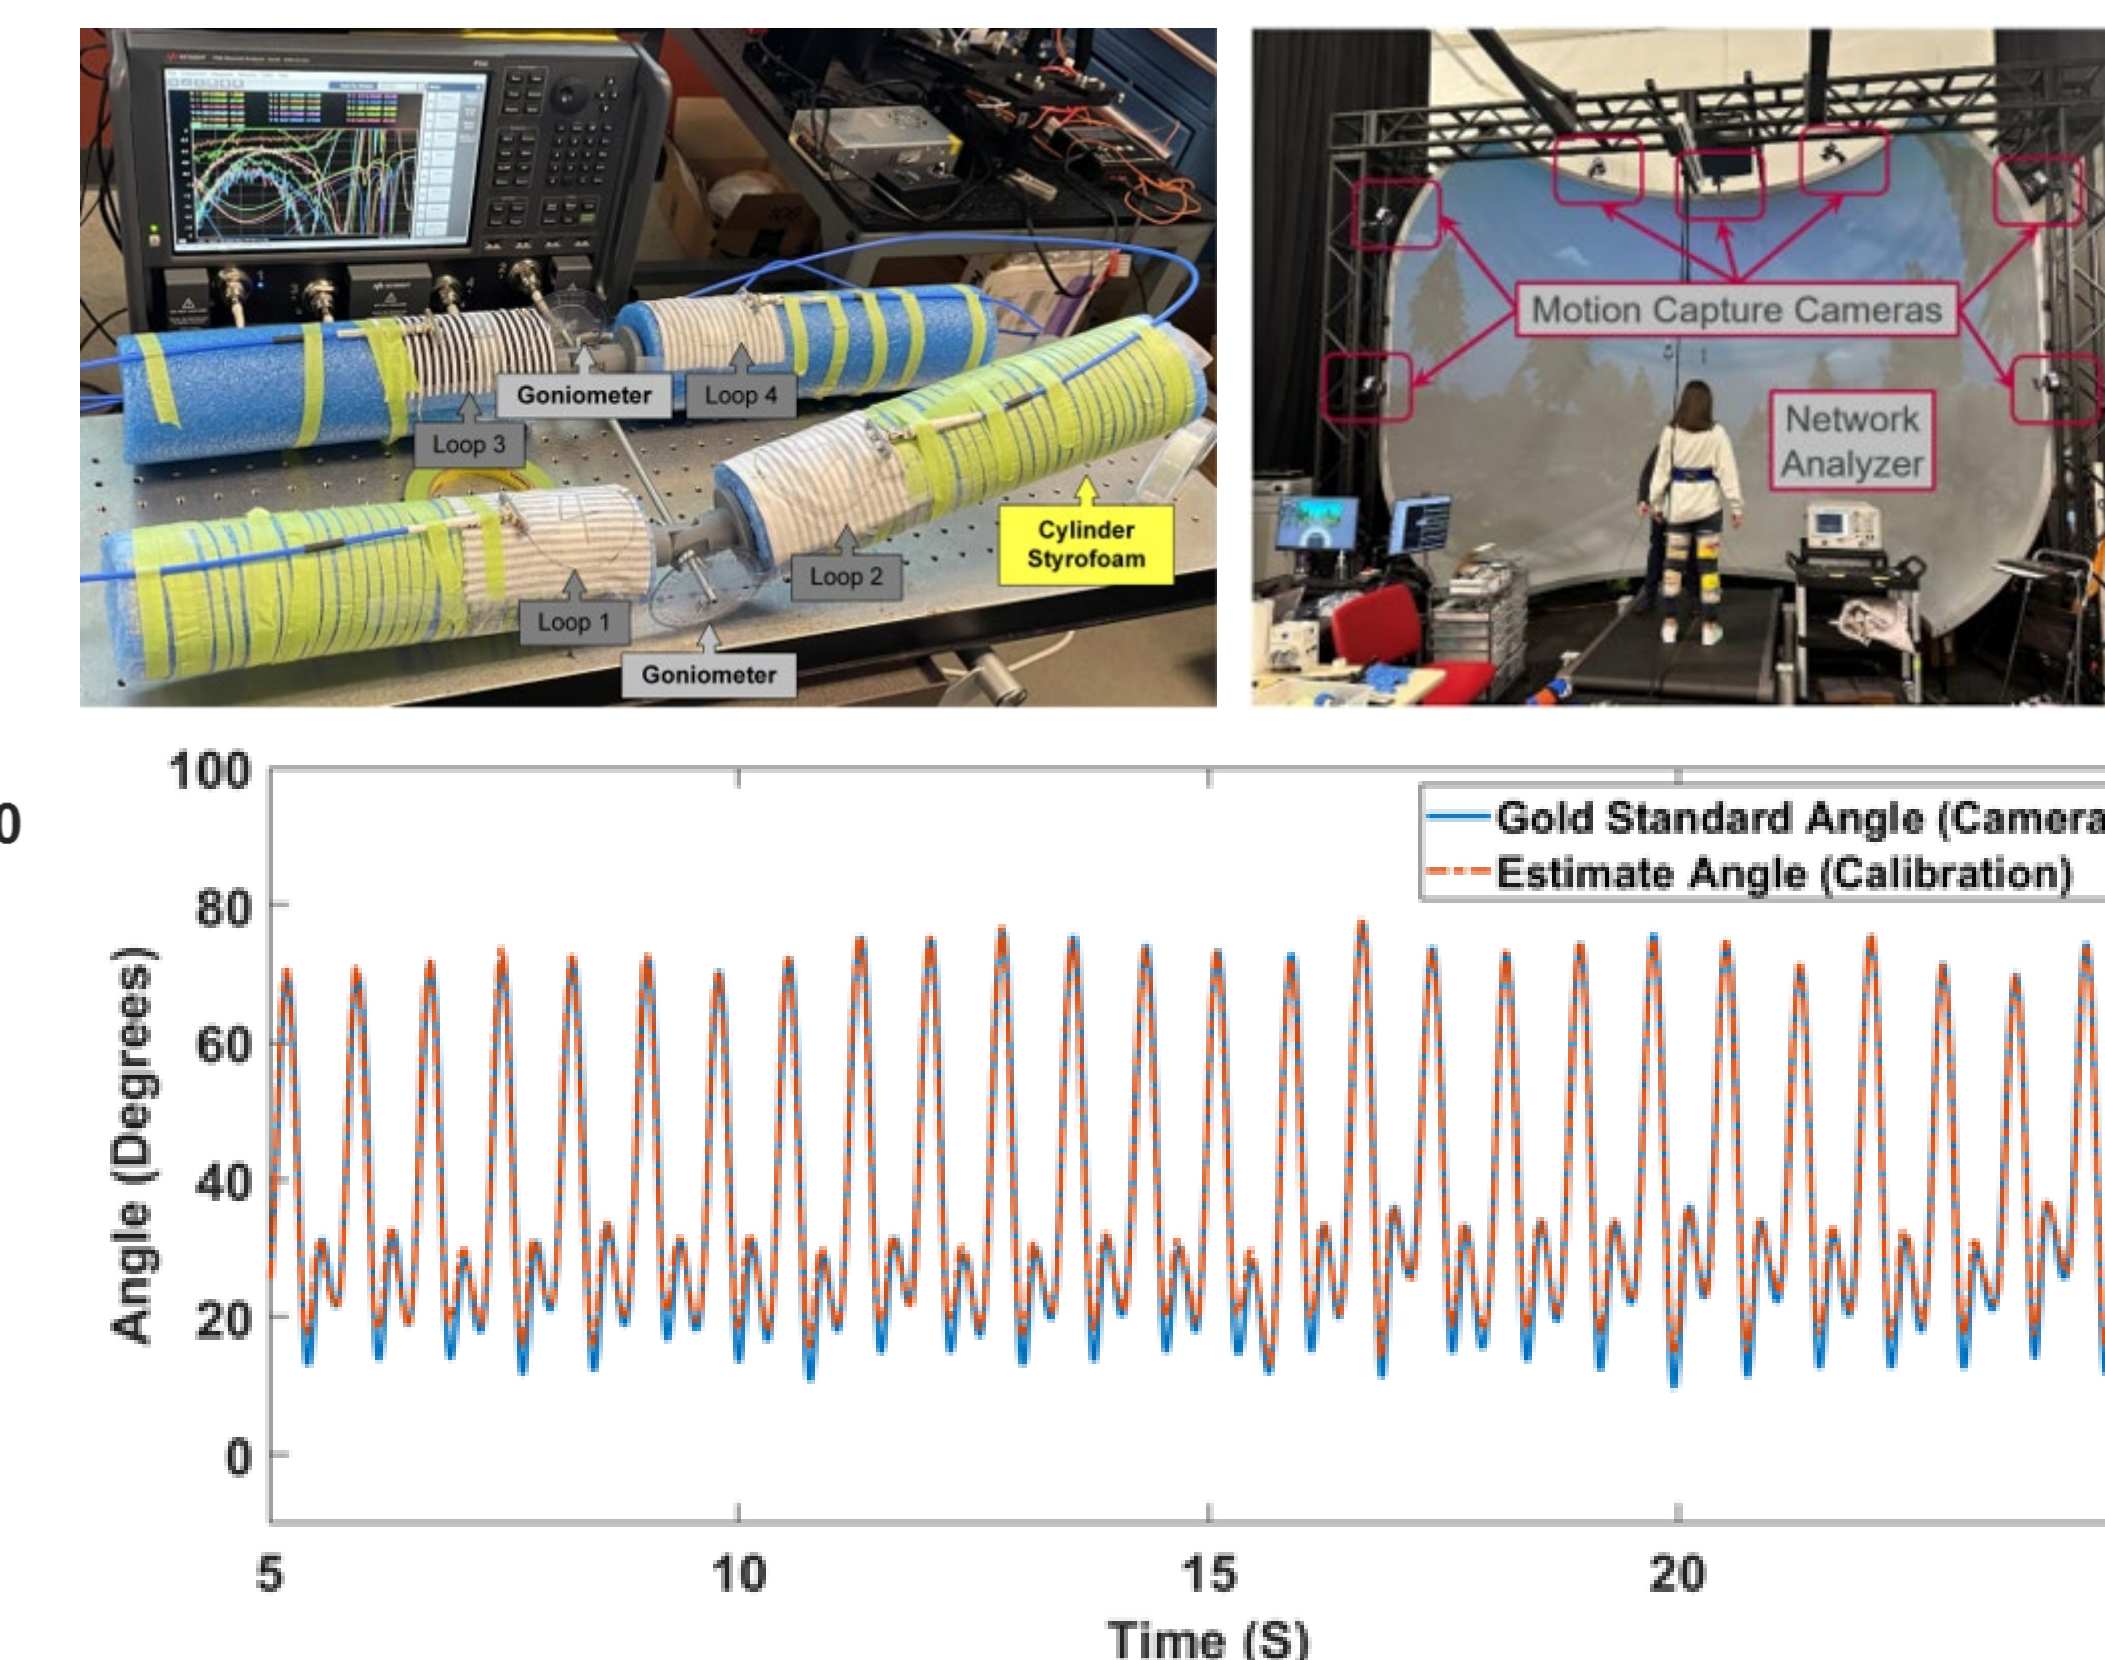 KEYSIGHT
Goniometer
Loop 4
Loop 3
Cylinder
Styrofoam
Loop 2
Loop 1
Goniometer
Motion Capture Cameras
Network
Analyzer
0
100
80
60
40
20
0
Angle (Degrees)
Gold Standard Angle (Camera
Estimate Angle (Calibration)
5
10
15
20
Time (S)